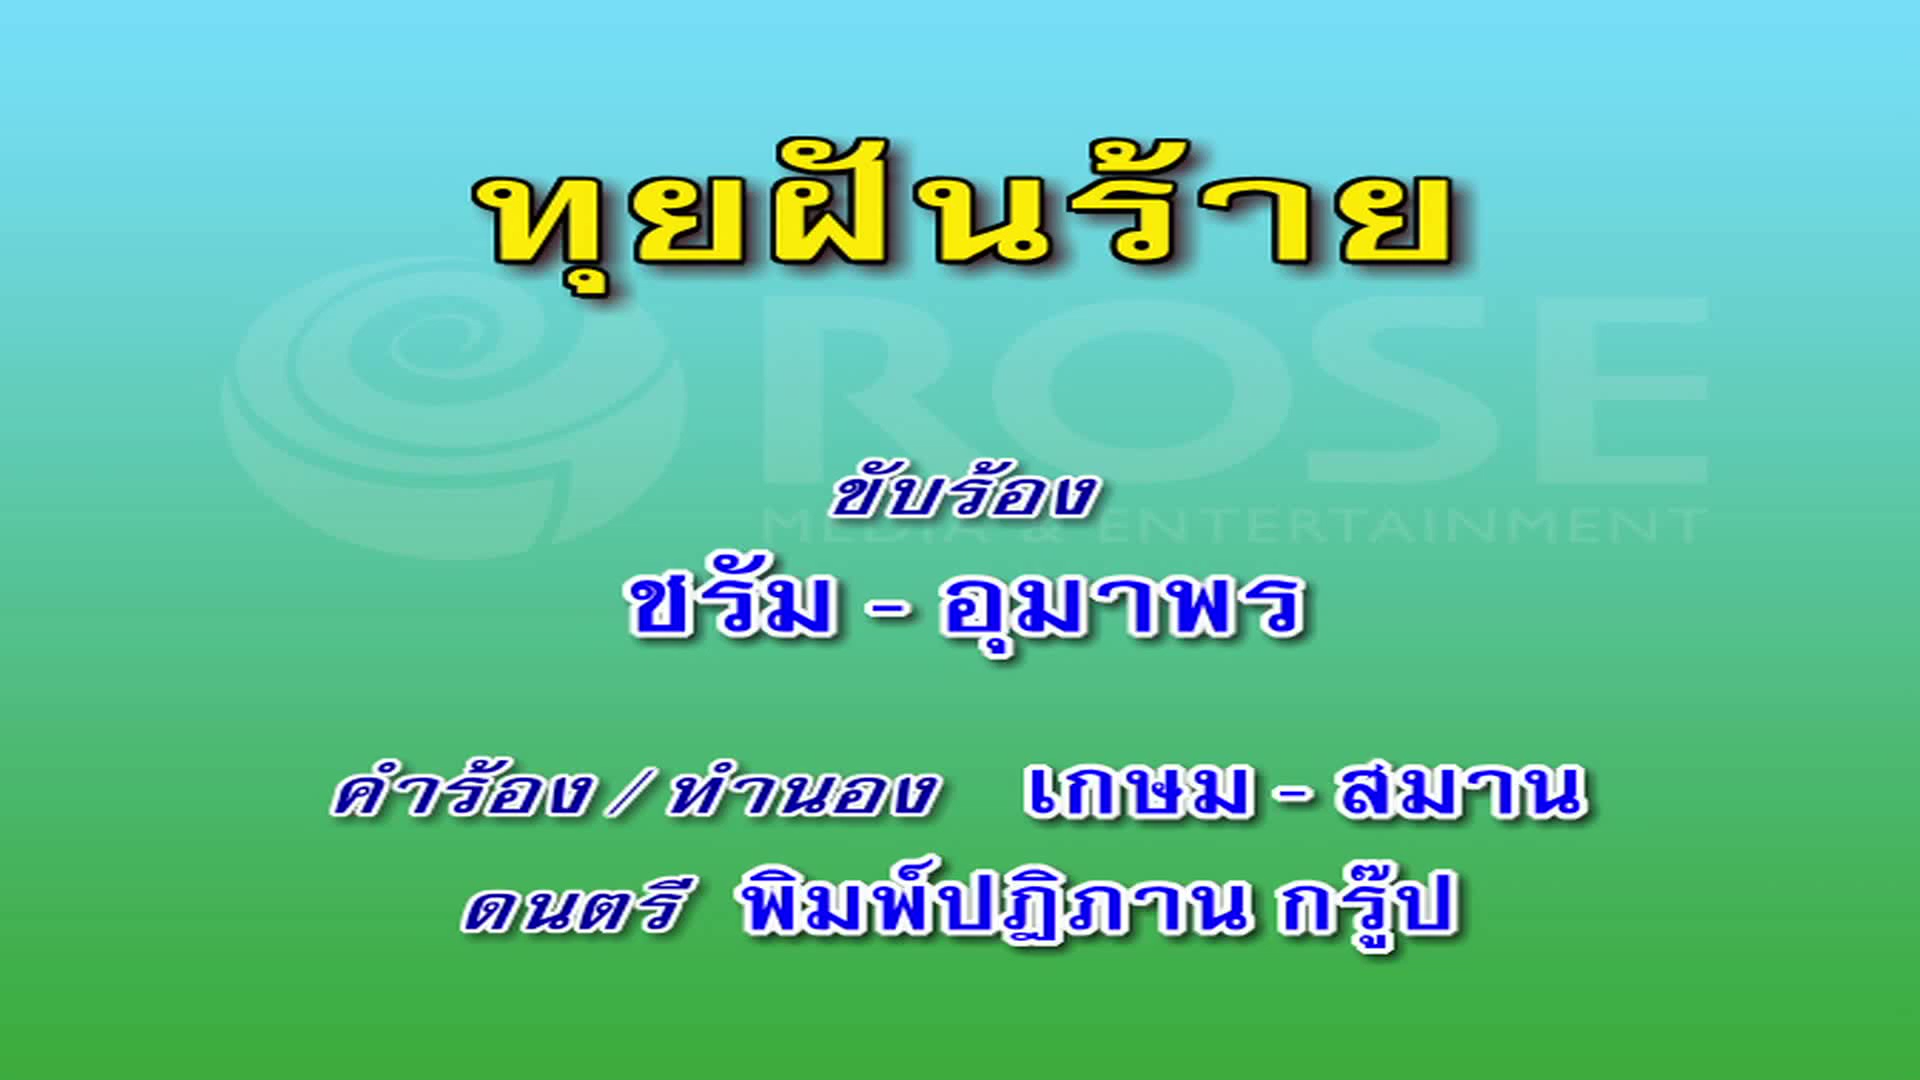 ทุยฝันร้าย
ROSE
MEDIA & ENTERTAINMENT
ขับร้อง
ชรัม - อุมาพร
คำร้อง / ทำนอง เกษม - สมาน
ดนตรี พิมพ์ปฏิภาน กรู๊ป